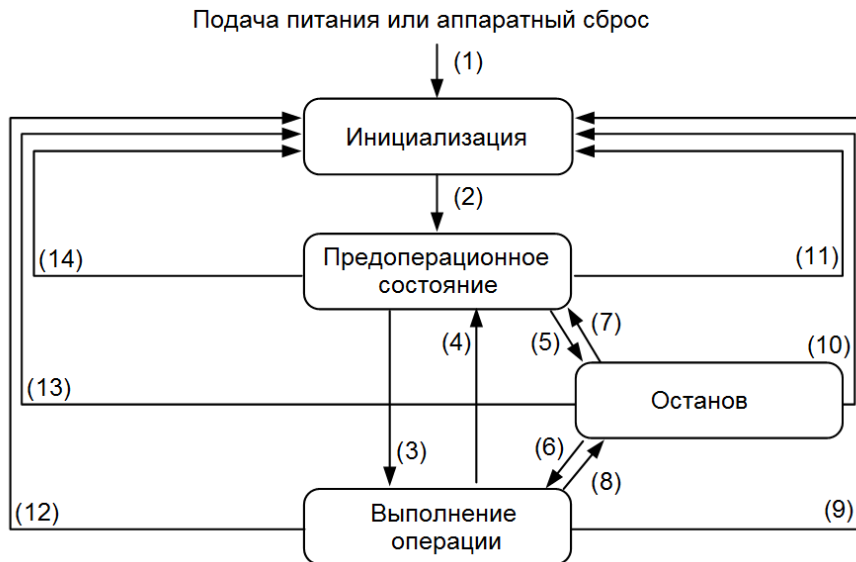 Подача питания или аппаратный сброс
(1)
Инициализация
(2)
(14)
Предоперационное
состояние
(11)
(4)
(5)
(7)
(10)
(13)
Останов
(3)
(6)
(8)
(12)
Выполнение
операции
(9)